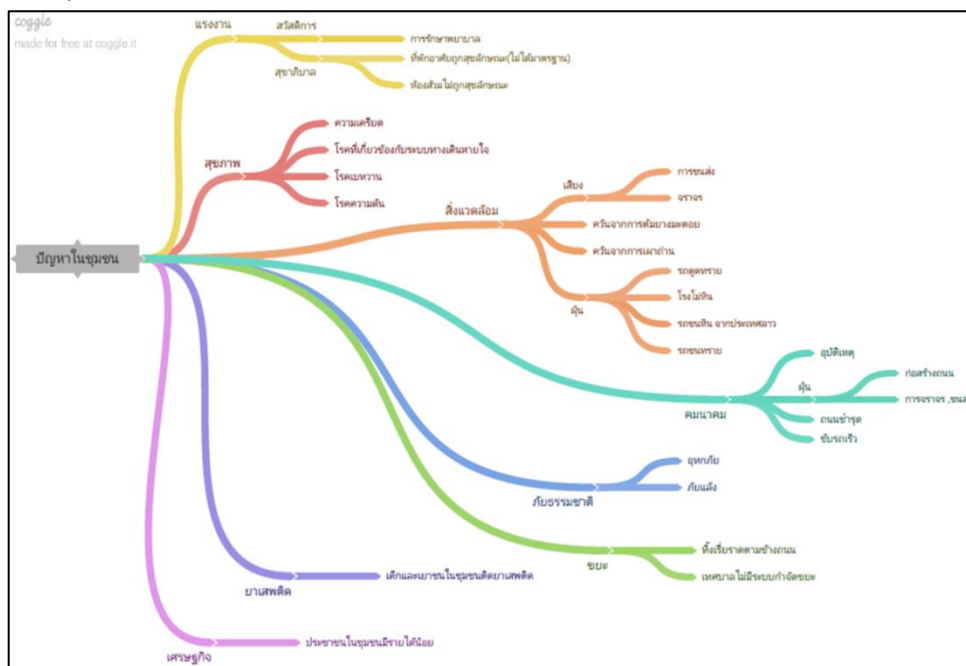 coggle
made for free at coggle.it
แรงงาน
สวัสดิการ
การรักษาพยาบาล
สุขาภิบาล
ที่พักอาศัยถูกสุขลักษณะ(ไม่ได้มาตรฐาน)
ห้องส้วมไม่ถูกสุขลักษณะ
สุขภาพ
ความเครียด
โรคที่เกี่ยวข้องกับระบบทางเดินหายใจ
โรคเบาหวาน
โรคความดัน
สิ่งแวดล้อม
เสียง
การขนส่ง
จราจร
ควันจากการต้มยางมะตอย
ควันจากการเผาถ่าน
ฝุ่น
รถดูดทราย
โรงโม่หิน
รถขนหิน จากประเทศลาว
รถขนทราย
ปัญหาในชุมชน
คมนาคม
อุบัติเหตุ
ฝุ่น
ก่อสร้างถนน
การจราจร ,ขนส
ถนนชำรุด
ขับรถเร็ว
ภัยธรรมชาติ
อุทกภัย
ภัยแล้ง
ขยะ
ทิ้งเรี่ยราดตามข้างถนน
เทศบาลไม่มีระบบกำจัดขยะ
ยาเสพติด
เด็กและเยาชนในชุมชนติดยาเสพติด
เศรษฐกิจ
ประชาชนในชุมชนมีรายได้น้อย